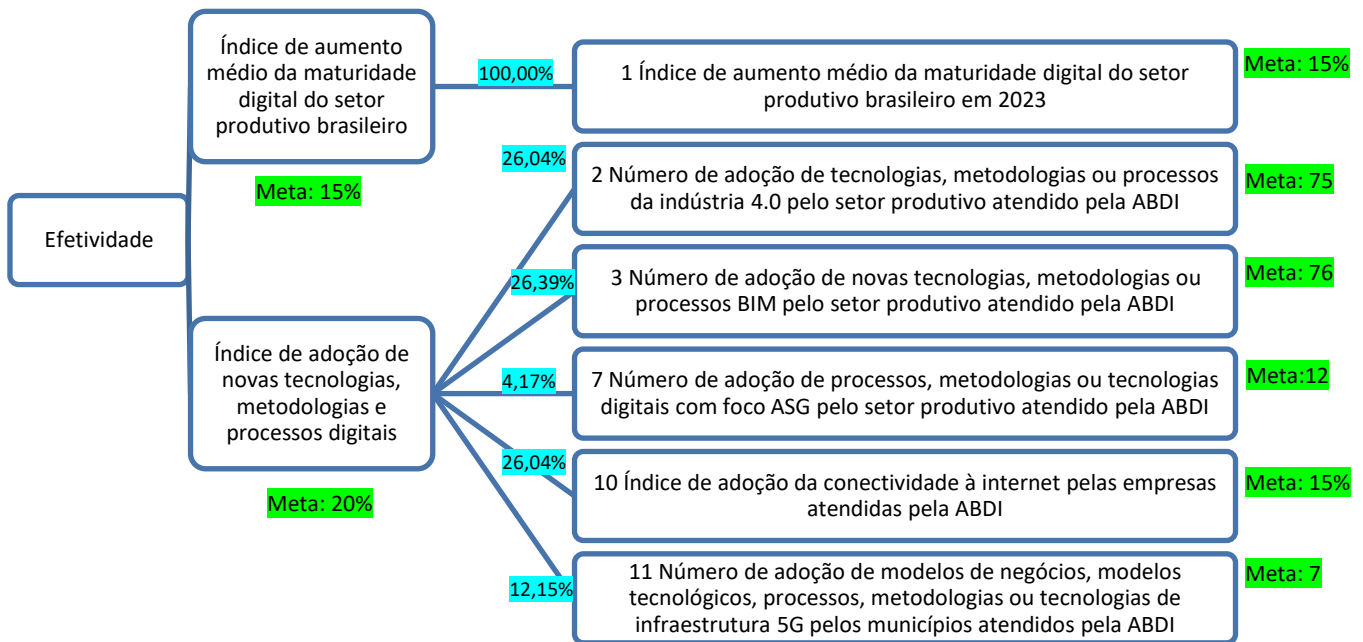 Efetividade
Índice de aumento
médio da maturidade
digital do setor
produtivo brasileiro
Meta: 15%
100,00%
1 Índice de aumento médio da maturidade digital do setor
produtivo brasileiro em 2023
Meta: 15%
Índice de adoção de
novas tecnologias,
metodologias e
processos digitais
Meta: 20%
26,04%
2 Número de adoção de tecnologias, metodologias ou processos
da indústria 4.0 pelo setor produtivo atendido pela ABDI
Meta: 75
26,39%
3 Número de adoção de novas tecnologias, metodologias ou
processos BIM pelo setor produtivo atendido pela ABDI
Meta: 76
4,17%
7 Número de adoção de processos, metodologias ou tecnologias
digitais com foco ASG pelo setor produtivo atendido pela ABDI
Meta:12
26,04%
10 Índice de adoção da conectividade à internet pelas empresas
atendidas pela ABDI
Meta: 15%
12,15%
11 Número de adoção de modelos de negócios, modelos
tecnológicos, processos, metodologias ou tecnologias de
infraestrutura 5G pelos municípios atendidos pela ABDI
Meta: 7